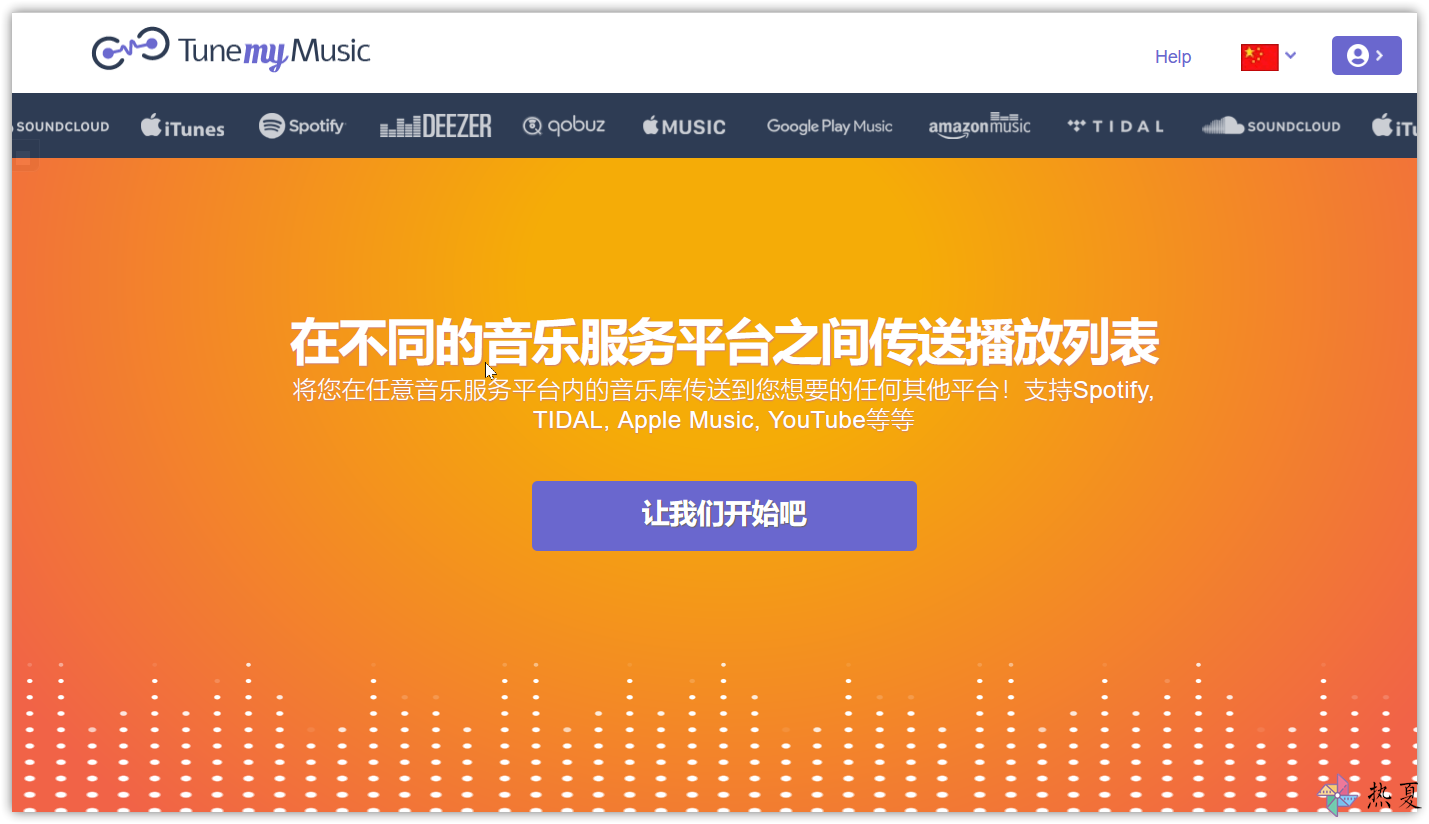 Tune my Music
Help
SOUNDCLOUD iTunes Spotify DEEZER qobuz MUSIC Google Play Music amazon music TIDAL SOUNDCLOUD iTu
在不同的音乐服务平台之间传送播放列表
将您在任意音乐服务平台内的音乐库传送到您想要的任何其他平台！支持Spotify,
TIDAL, Apple Music, YouTube等等
让我们开始吧
热夏